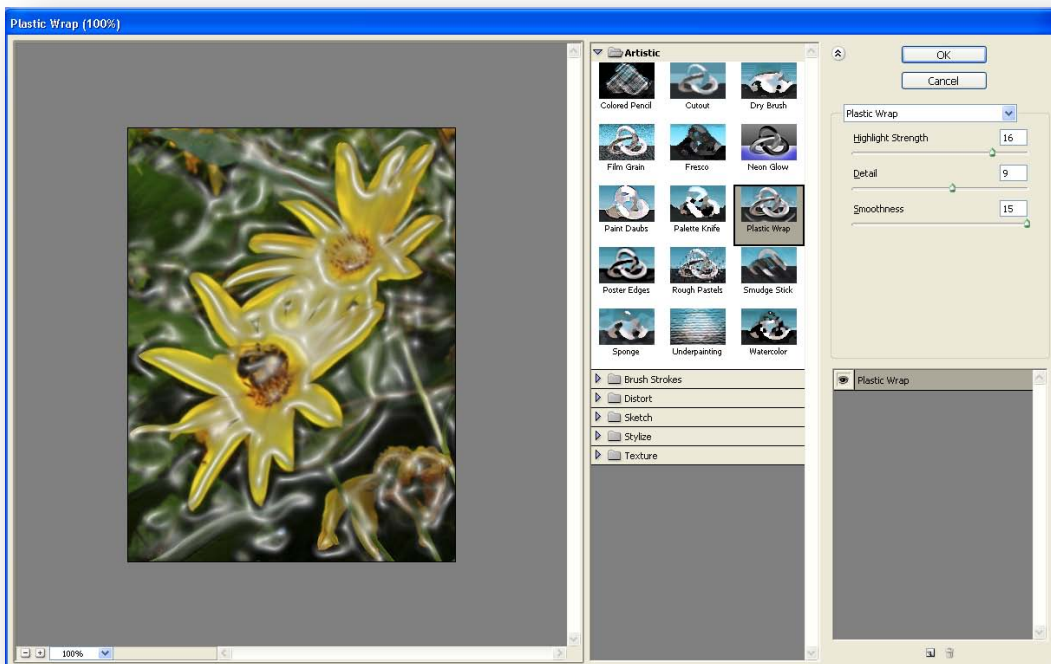 Plastic Wrap (100%)
Artistic
Colored Pencil
Cutout
Dry Brush
Film Grain
Fresco
Neon Glow
Paint Daubs
Palette Knife
Plastic Wrap
Poster Edges
Rough Pastels
Smudge Stick
Sponge
Underpainting
Watercolor
Brush Strokes
Distort
Sketch
Stylize
Texture
OK
Cancel
Plastic Wrap
Highlight Strength 16
Detail 9
Smoothness 15
Plastic Wrap
100%